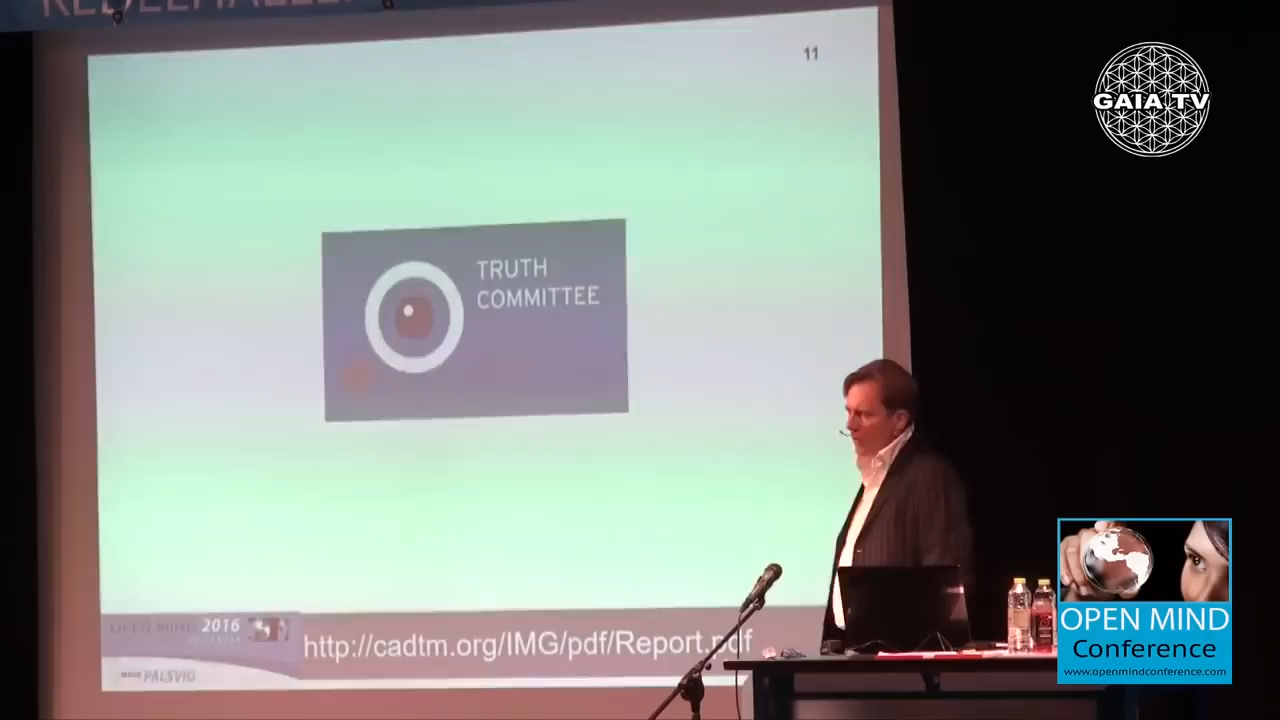 11
GAIA TV
TRUTH
COMMITTEE
2016
http://cadtm.org/IMG/pdf/Report.pdf
PALSVIG
OPEN MIND
Conference
www.openmindconference.com